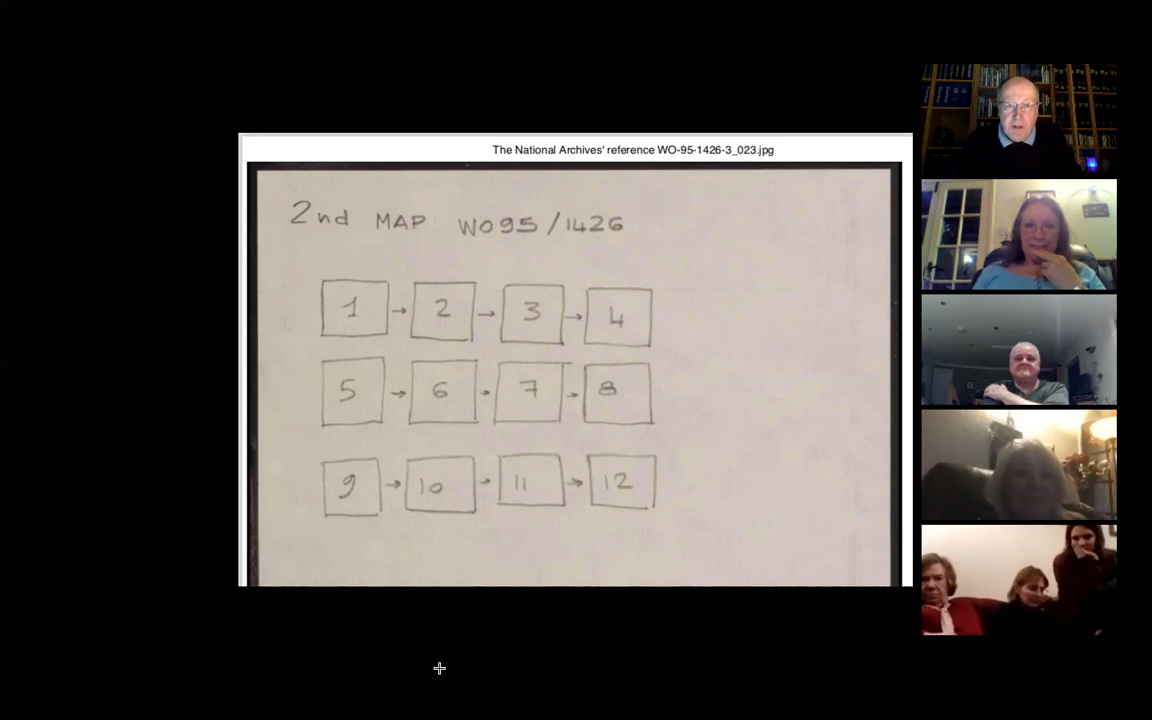 The National Archives' reference WO-95-1426-3_023.jpg
2nd MAP WO95/1426
1 → 2 → 3 → 4
5 → 6 → 7 → 8
9 → 10 → 11 → 12